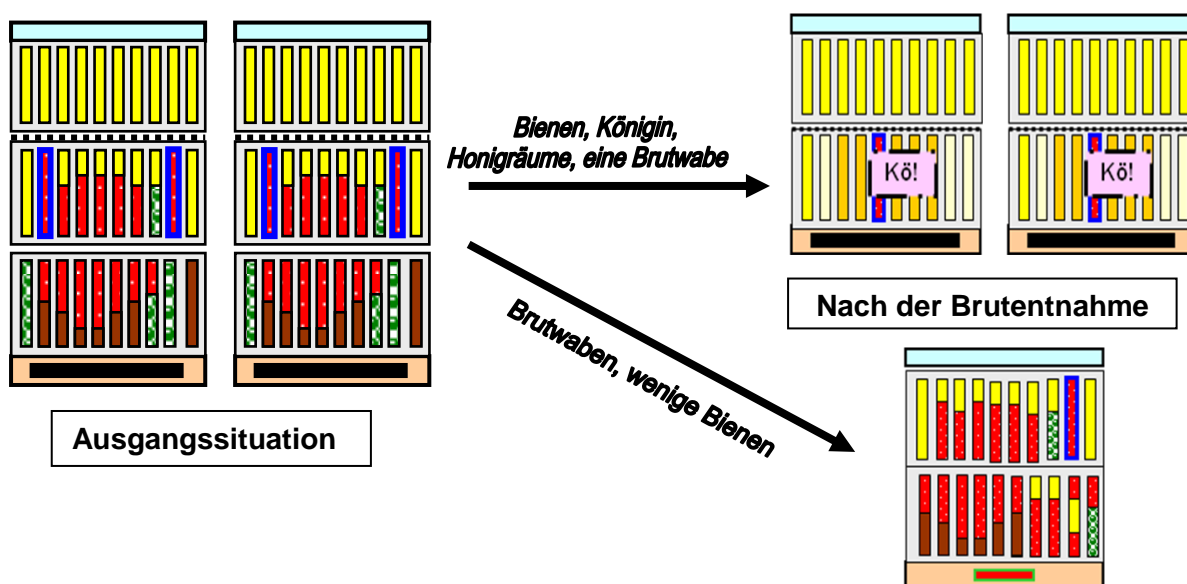 Bienen, Königin,
Honigräume, eine Brutwabe
Kö!
Kö!
Nach der Brutentnahme
Brutwaben, wenige Bienen
Ausgangssituation